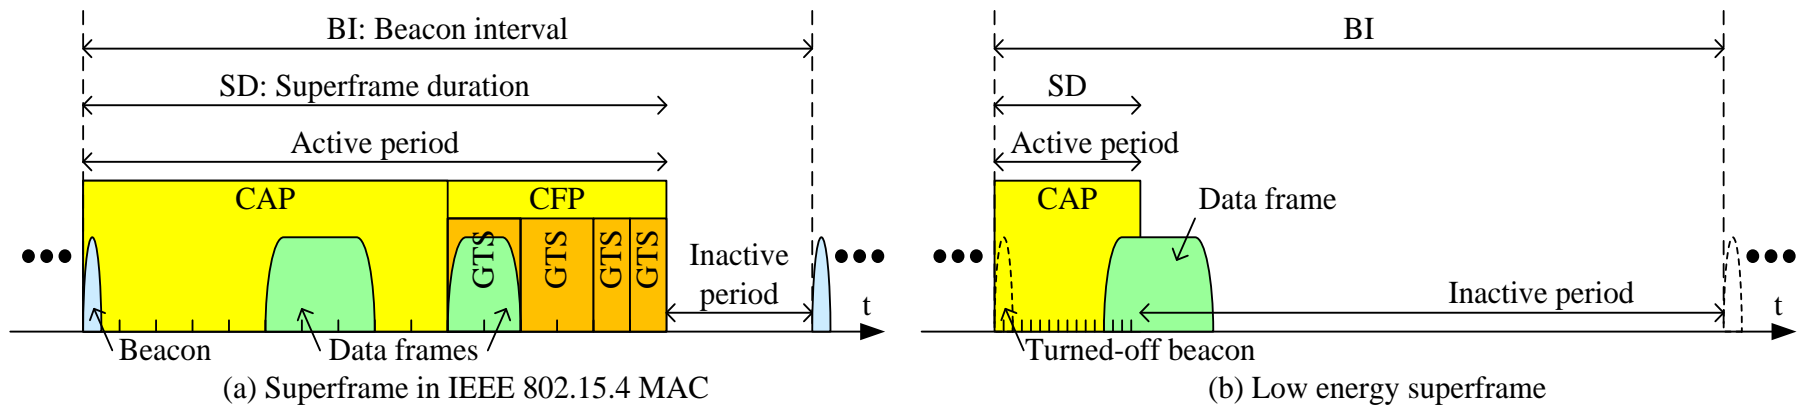 BI: Beacon interval
SD: Superframe duration
Active period
CAP
CFP
GTS
GTS
GTS
GTS
Inactive
period
t
Beacon
Data frames
(a) Superframe in IEEE 802.15.4 MAC
BI
SD
Active period
CAP
Data frame
Inactive period
t
Turned-off beacon
(b) Low energy superframe